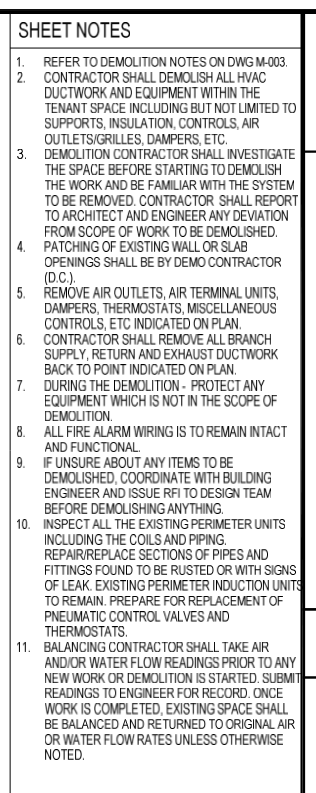 SHEET NOTES
1. REFER TO DEMOLITION NOTES ON DWG M-003.
2. CONTRACTOR SHALL DEMOLISH ALL HVAC
DUCTWORK AND EQUIPMENT WITHIN THE
TENANT SPACE INCLUDING BUT NOT LIMITED TO
SUPPORTS, INSULATION, CONTROLS, AIR
OUTLETS/GRILLES, DAMPERS, ETC.
3. DEMOLITION CONTRACTOR SHALL INVESTIGATE
THE SPACE BEFORE STARTING TO DEMOLISH
THE WORK AND BE FAMILIAR WITH THE SYSTEM
TO BE REMOVED. CONTRACTOR SHALL REPORT
TO ARCHITECT AND ENGINEER ANY DEVIATION
FROM SCOPE OF WORK TO BE DEMOLISHED.
4. PATCHING OF EXISTING WALL OR SLAB
OPENINGS SHALL BE BY DEMO CONTRACTOR
(D.C.).
5. REMOVE AIR OUTLETS, AIR TERMINAL UNITS,
DAMPERS, THERMOSTATS, MISCELLANEOUS
CONTROLS, ETC INDICATED ON PLAN.
6. CONTRACTOR SHALL REMOVE ALL BRANCH
SUPPLY, RETURN AND EXHAUST DUCTWORK
BACK TO POINT INDICATED ON PLAN.
7. DURING THE DEMOLITION - PROTECT ANY
EQUIPMENT WHICH IS NOT IN THE SCOPE OF
DEMOLITION.
8. ALL FIRE ALARM WIRING IS TO REMAIN INTACT
AND FUNCTIONAL.
9. IF UNSURE ABOUT ANY ITEMS TO BE
DEMOLISHED, COORDINATE WITH BUILDING
ENGINEER AND ISSUE RFI TO DESIGN TEAM
BEFORE DEMOLISHING ANYTHING.
10. INSPECT ALL THE EXISTING PERIMETER UNITS
INCLUDING THE COILS AND PIPING.
REPAIR/REPLACE SECTIONS OF PIPES AND
FITTINGS FOUND TO BE RUSTED OR WITH SIGNS
OF LEAK. EXISTING PERIMETER INDUCTION UNITS
TO REMAIN. PREPARE FOR REPLACEMENT OF
PNEUMATIC CONTROL VALVES AND
THERMOSTATS.
11. BALANCING CONTRACTOR SHALL TAKE AIR
AND/OR WATER FLOW READINGS PRIOR TO ANY
NEW WORK OR DEMOLITION IS STARTED. SUBMIT
READINGS TO ENGINEER FOR RECORD. ONCE
WORK IS COMPLETED, EXISTING SPACE SHALL
BE BALANCED AND RETURNED TO ORIGINAL AIR
OR WATER FLOW RATES UNLESS OTHERWISE
NOTED.